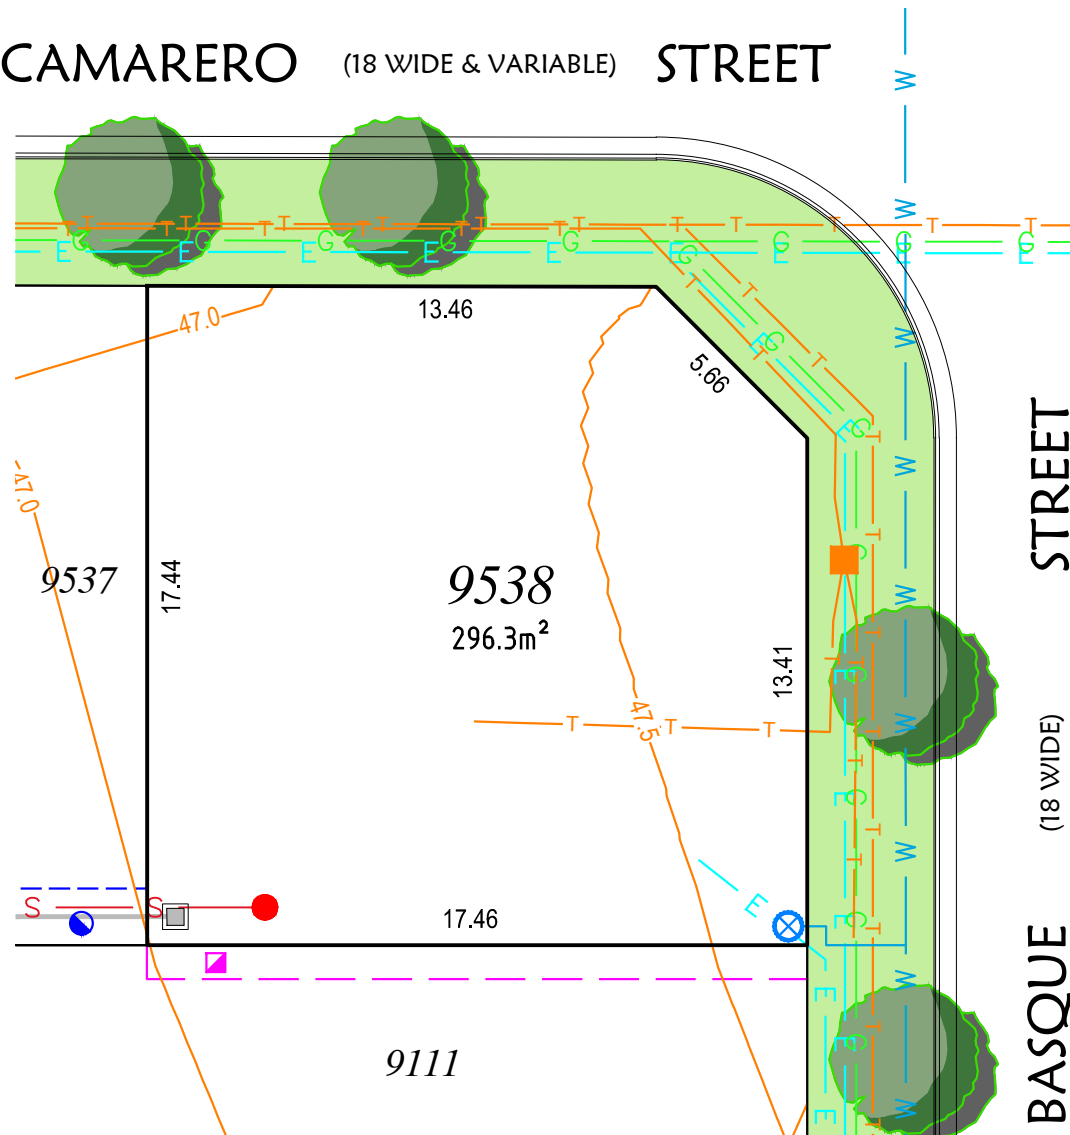 CAMARERO (18 WIDE & VARIABLE) STREET
W
W
T T T T T T T T T T T T T
G G G G G G G G
E E E E E E E E
47.0
13.46
W
T
G
E
T
G
E
T
T
5.66
STREET
E G
T
W
47.0
T
G
9537
17.44
9538
296.3m²
W
T
T
G
E
13.41
47.5
T T T
T
W
T
(18 WIDE)
E G
T
T
W
S S
E
G
17.46
W
E
BASQUE
T
E G
9111
E
W
T